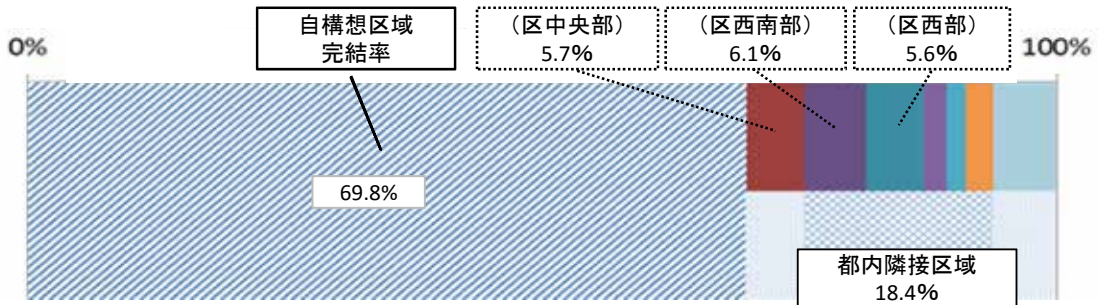 0%
自構想区域
完結率
（区中央部）
5.7%
（区西南部）
6.1%
（区西部）
5.6%
100%
69.8%
都内隣接区域
18.4%